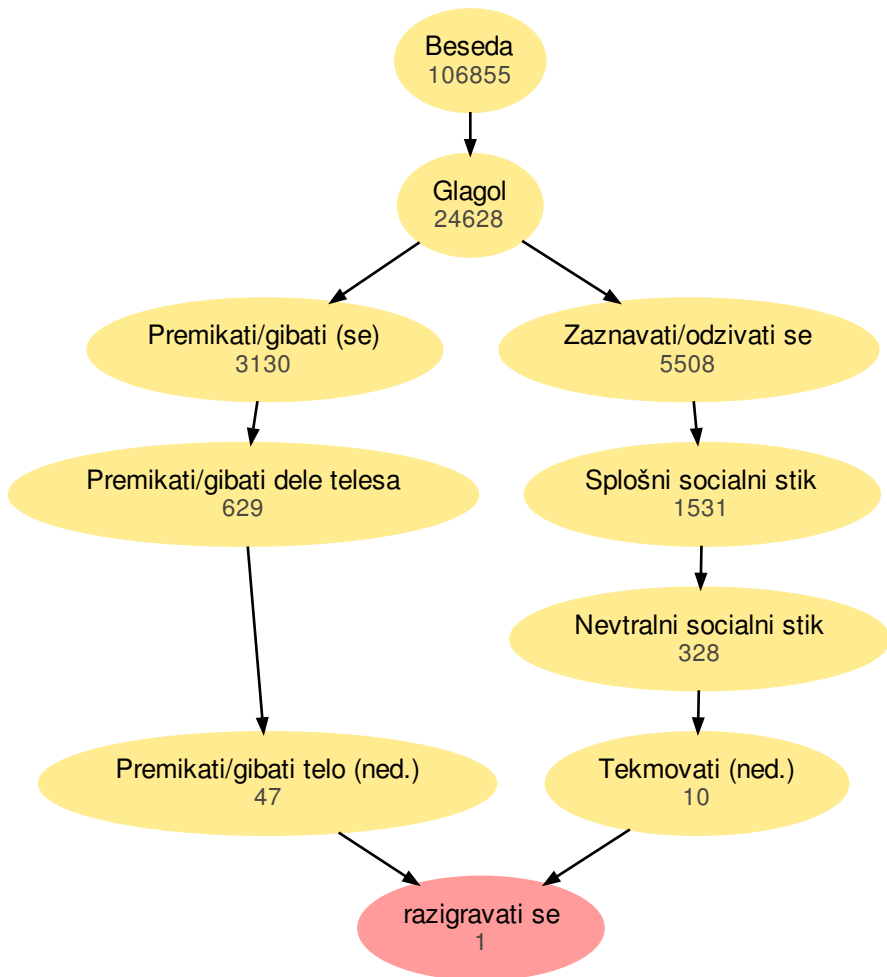 Beseda
106855
Glagol
24628
Premikati/gibati (se)
3130
Zaznavati/odzivati se
5508
Premikati/gibati dele telesa
629
Splošni socialni stik
1531
Nevtralni socialni stik
328
Premikati/gibati telo (ned.)
47
Tekmovati (ned.)
10
razigravati se
1